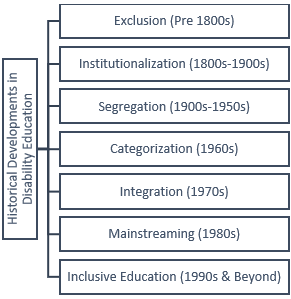 Historical Developments in
Disability Education
Exclusion (Pre 1800s)
Institutionalization (1800s-1900s)
Segregation (1900s-1950s)
Categorization (1960s)
Integration (1970s)
Mainstreaming (1980s)
Inclusive Education (1990s & Beyond)